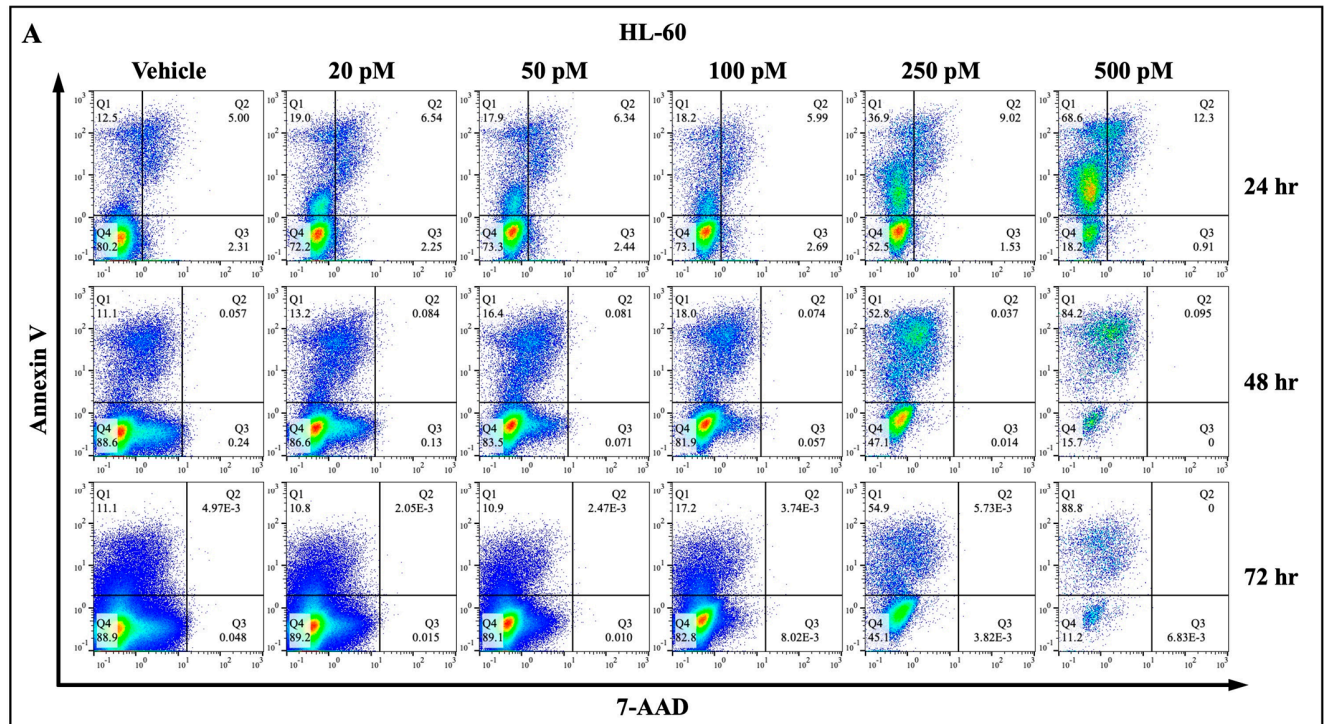 A
HL-60
Vehicle 20 pM 50 pM 100 pM 250 pM 500 pM
Q1 12.5 Q2 5.00 Q4 80.2 Q3 2.31
Q1 19.0 Q2 6.54 Q4 72.2 Q3 2.25
Q1 17.9 Q2 6.34 Q4 73.3 Q3 2.44
Q1 18.2 Q2 5.99 Q4 73.1 Q3 2.69
Q1 36.9 Q2 9.02 Q4 52.5 Q3 1.53
Q1 68.6 Q2 12.3 Q4 18.2 Q3 0.91
24 hr
Q1 11.1 Q2 0.057 Q4 88.6 Q3 0.24
Q1 13.2 Q2 0.084 Q4 86.6 Q3 0.13
Q1 16.4 Q2 0.081 Q4 83.5 Q3 0.071
Q1 18.0 Q2 0.074 Q4 81.9 Q3 0.057
Q1 52.8 Q2 0.037 Q4 47.1 Q3 0.014
Q1 84.2 Q2 0.095 Q4 15.7 Q3 0
48 hr
Q1 11.1 Q2 4.97E-3 Q4 88.9 Q3 0.048
Q1 10.8 Q2 2.05E-3 Q4 89.2 Q3 0.015
Q1 10.9 Q2 2.47E-3 Q4 89.1 Q3 0.010
Q1 17.2 Q2 3.74E-3 Q4 82.8 Q3 8.02E-3
Q1 54.9 Q2 5.73E-3 Q4 45.1 Q3 3.82E-3
Q1 88.8 Q2 0 Q4 11.2 Q3 6.83E-3
72 hr
Annexin V
7-AAD